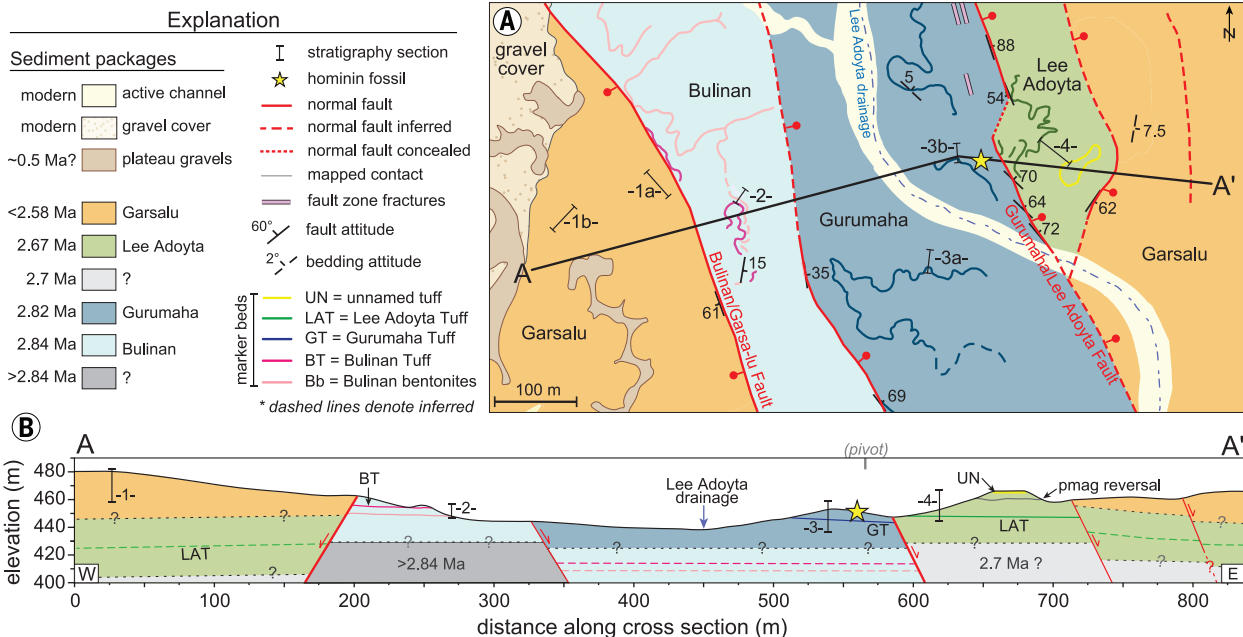 Explanation
Sediment packages
modern active channel
modern gravel cover
~0.5 Ma? plateau gravels
<2.58 Ma Garsalu
2.67 Ma Lee Adoyta
2.7 Ma ?
2.82 Ma Gurumaha
2.84 Ma Bulinan
>2.84 Ma ?
stratigraphy section
hominin fossil
normal fault
normal fault inferred
normal fault concealed
mapped contact
fault zone fractures
60° fault attitude
2° bedding attitude
marker beds
UN = unnamed tuff
LAT = Lee Adoyta Tuff
GT = Gurumaha Tuff
BT = Bulinan Tuff
Bb = Bulinan bentonites
* dashed lines denote inferred
A
N
gravel
cover
Bulinan
Lee Adoyta drainage
5
88
Lee
Adoyta
54
-4-
7.5
-3b-
-1a-
-2-
70
A'
-1b-
64
62
72
Gurumaha
Garsalu
A
15
35
-3a-
61
Garsalu
Bulinan/Garsa-lu Fault
Gurumaha/Lee Adoyta Fault
69
100 m
B
A
(pivot)
A'
elevation (m)
480
460
440
420
400
-1-
BT
-2-
Lee Adoyta
drainage
-3-
GT
-4-
UN
pmag reversal
LAT
?
?
?
?
?
?
?
?
?
?
?
?
?
LAT
>2.84 Ma
2.7 Ma ?
W
E
0
50
100
150
200
250
300
350
400
450
500
550
600
650
700
750
800
distance along cross section (m)